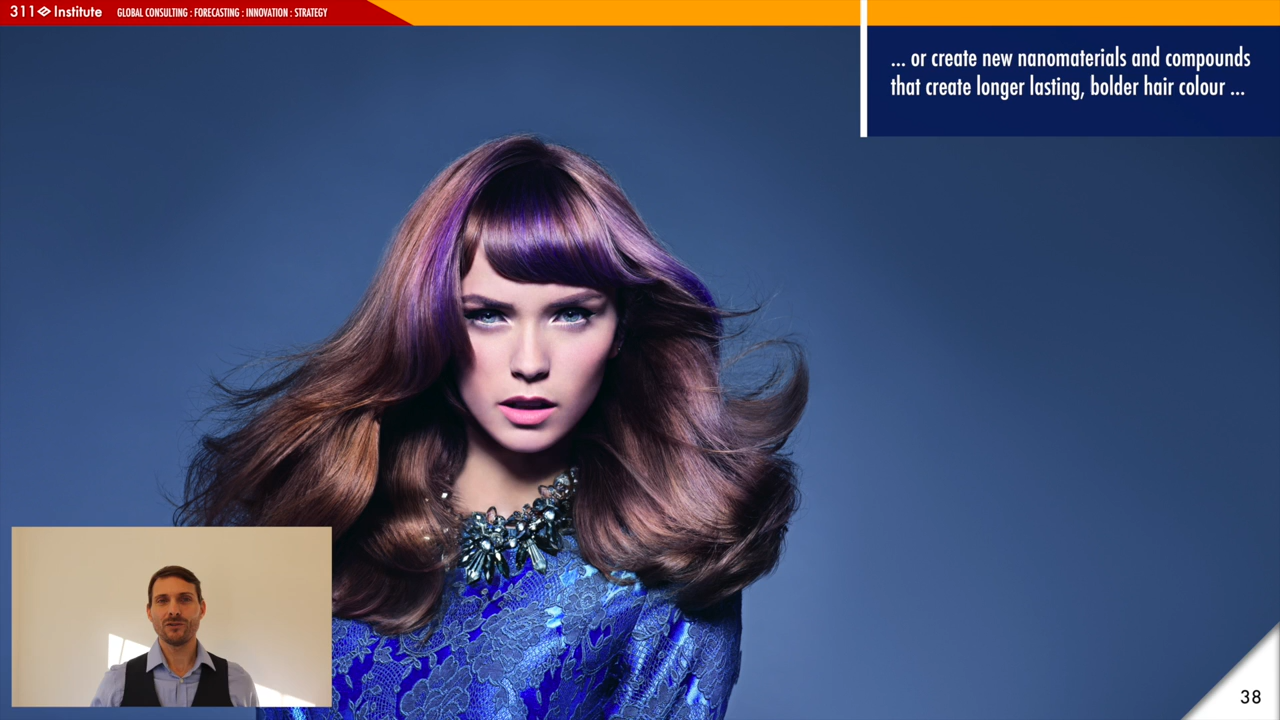 311 Institute
GLOBAL CONSULTING : FORECASTING : INNOVATION : STRATEGY
... or create new nanomaterials and compounds
that create longer lasting, bolder hair colour ...
38